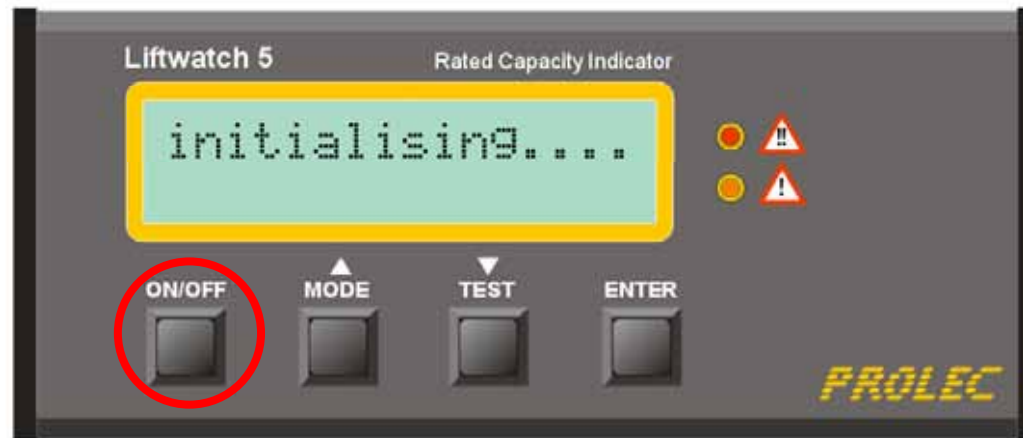 Liftwatch 5 Rated Capacity Indicator
initialising....
!!
!
ON/OFF MODE TEST ENTER
PROLEC